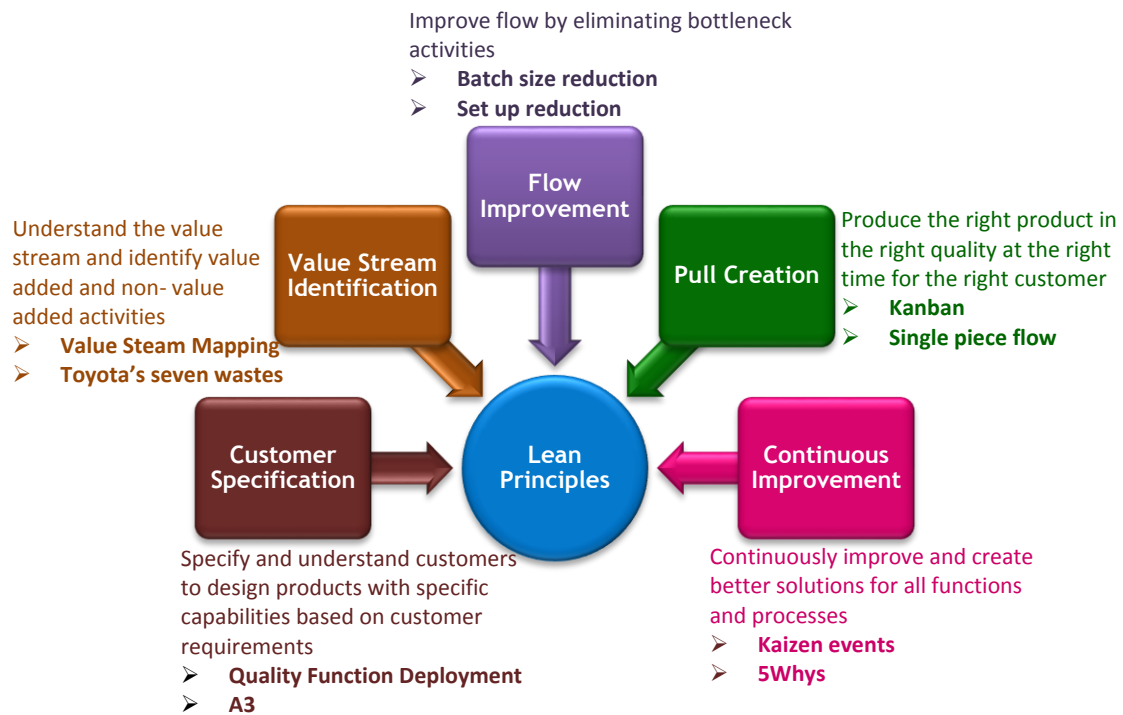 Improve flow by eliminating bottleneck
activities
➢ Batch size reduction
➢ Set up reduction
Flow
Improvement
Understand the value
stream and identify value
added and non- value
added activities
➢ Value Steam Mapping
➢ Toyota’s seven wastes
Value Stream
Identification
Pull Creation
Produce the right product in
the right quality at the right
time for the right customer
➢ Kanban
➢ Single piece flow
Customer
Specification
Lean
Principles
Continuous
Improvement
Specify and understand customers
to design products with specific
capabilities based on customer
requirements
➢ Quality Function Deployment
➢ A3
Continuously improve and create
better solutions for all functions
and processes
➢ Kaizen events
➢ 5Whys